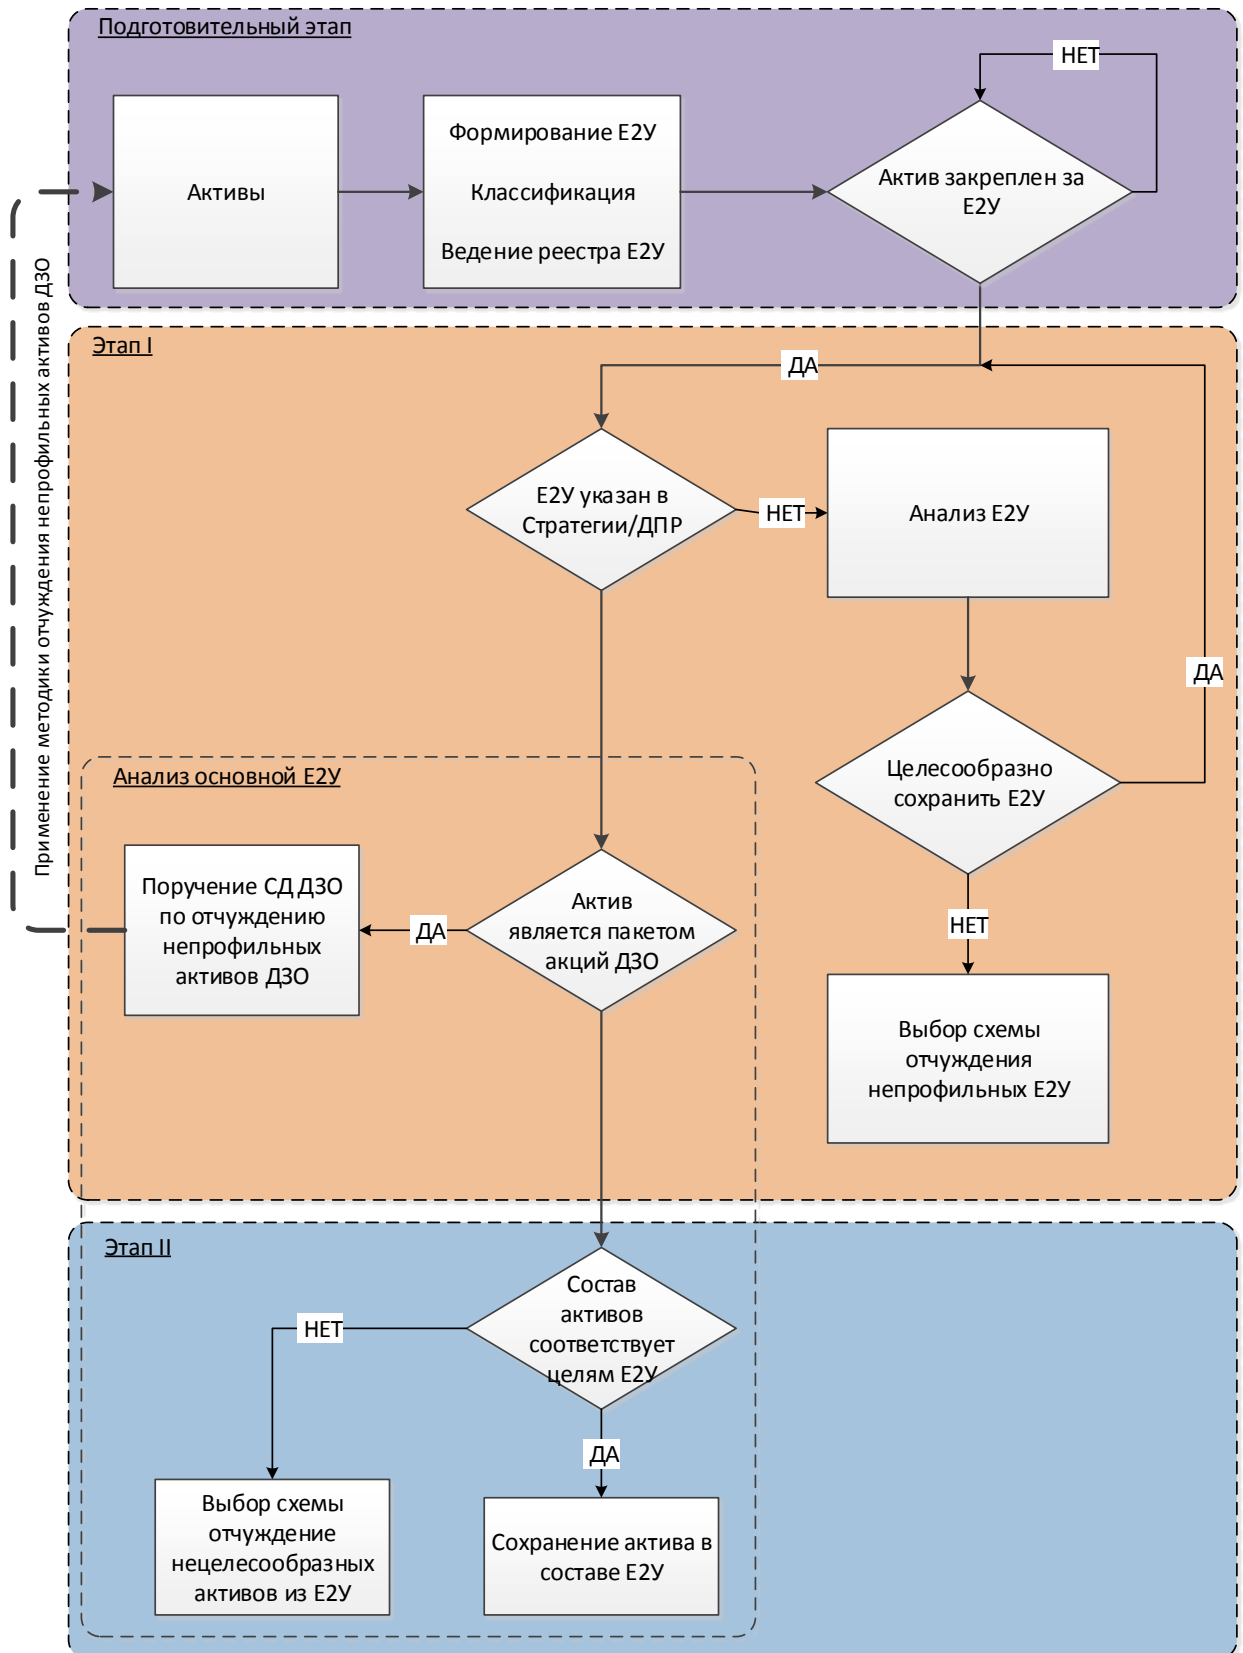 Подготовительный этап
НЕТ
Активы
Формирование Е2У
Классификация
Ведение реестра Е2У
Актив закреплен за
Е2У
Применение методики отчуждения непрофильных активов ДЗО
Этап I
ДА
Е2У указан в
Стратегии/ДПР
НЕТ
Анализ Е2У
ДА
Целесообразно
сохранить Е2У
Анализ основной Е2У
Поручение СД ДЗО
по отчуждению
непрофильных
активов ДЗО
ДА
Актив
является пакетом
акций ДЗО
НЕТ
Выбор схемы
отчуждения
непрофильных Е2У
Этап II
Состав
активов
соответствует
целям Е2У
НЕТ
ДА
Выбор схемы
отчуждение
нецелесообразных
активов из Е2У
Сохранение актива в
составе Е2У